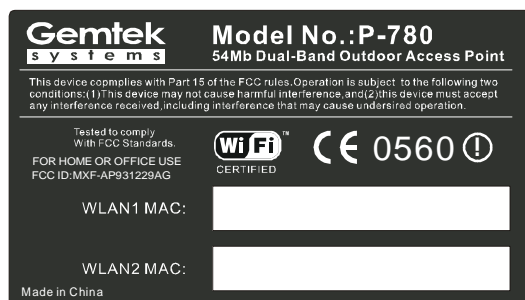 Gemtek
systems
Model No.:P-780
54Mb Dual-Band Outdoor Access Point
This device copmplies with Part 15 of the FCC rules.Operation is subject to the following two
conditions:(1)This device may not cause harmful interference,and(2)this device must accept
any interference received,including interference that may cause undersired operation.
Tested to comply
With FCC Standards.
FOR HOME OR OFFICE USE
FCC ID:MXF-AP931229AG
Wi Fi™
CERTIFIED
CE 0560
WLAN1 MAC:
WLAN2 MAC:
Made in China